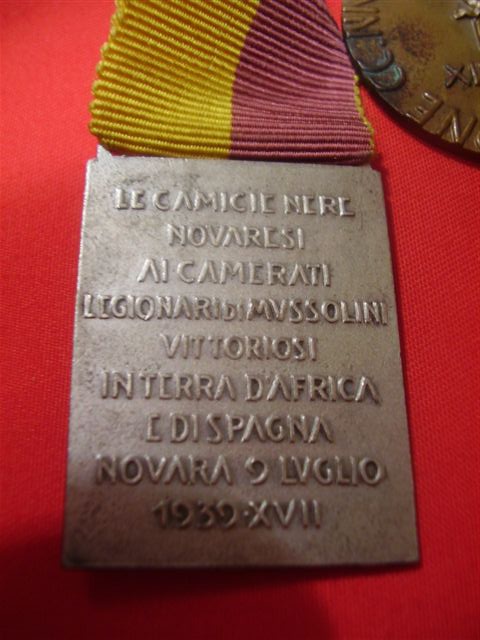 LE CAMICIE NERE
NOVARESI
AI CAMERATI
LEGIONARI DI MVSSOLINI
VITTORIOSI
IN TERRA D'AFRICA
E DI SPAGNA
NOVARA 9 LVGLIO
1939·XVII